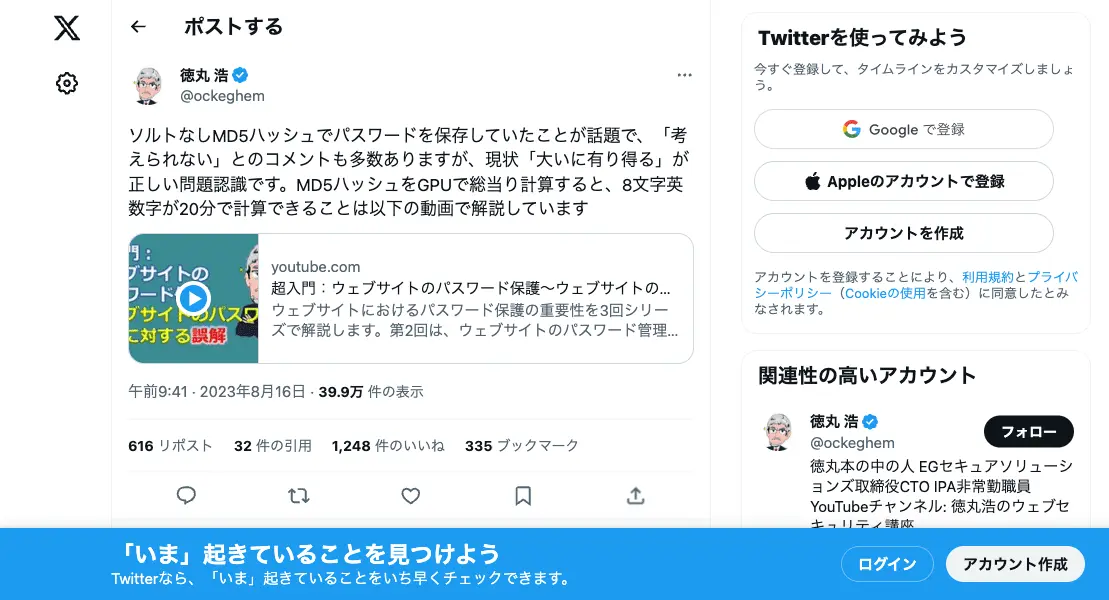 ポストする
徳丸 浩
@ockeghem
ソルトなしMD5ハッシュでパスワードを保存していたことが話題で、「考
えられない」とのコメントも多数ありますが、現状「大いに有り得る」が
正しい問題認識です。MD5ハッシュをGPUで総当り計算すると、8文字英
数字が20分で計算できることは以下の動画で解説しています
門：
ブサイトの
ワード
ブサイトのパスワ
に対する誤解
youtube.com
超入門：ウェブサイトのパスワード保護〜ウェブサイトの...
ウェブサイトにおけるパスワード保護の重要性を3回シリー
ズで解説します。第2回は、ウェブサイトのパスワード管理...
午前9:41 · 2023年8月16日 · 39.9万 件の表示
616 リポスト 32 件の引用 1,248 件のいいね 335 ブックマーク
Twitterを使ってみよう
今すぐ登録して、タイムラインをカスタマイズしましょ
う。
Google で登録
Appleのアカウントで登録
アカウントを作成
アカウントを登録することにより、利用規約とプライバ
シーポリシー（Cookieの使用を含む）に同意したとみ
なされます。
関連性の高いアカウント
徳丸 浩
@ockeghem
フォロー
徳丸本の中の人 EGセキュアソリューシ
ョンズ取締役CTO IPA非常勤職員
YouTubeチャンネル: 徳丸浩のウェブセ
キュリティ講座
「いま」起きていることを見つけよう
Twitterなら、「いま」起きていることをいち早くチェックできます。
ログイン
アカウント作成